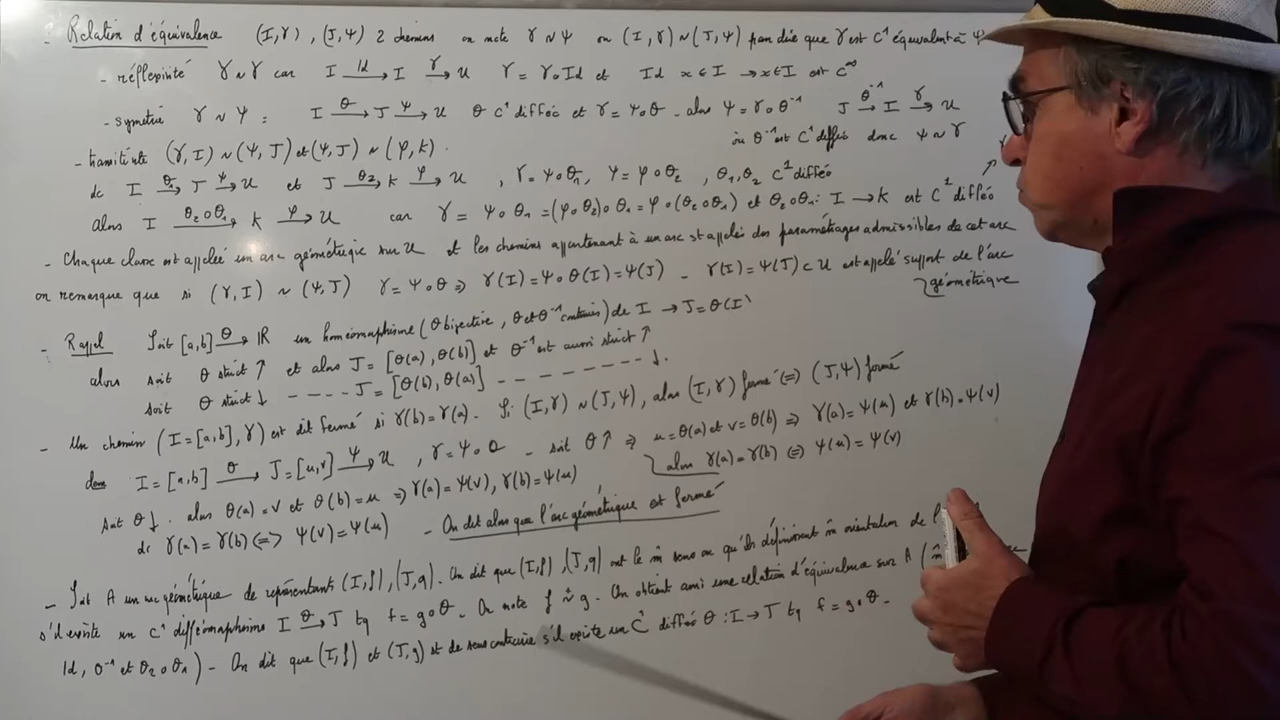 - Relation d'équivalence (I,γ), (J,Ψ) 2 chemins on note γ ~ Ψ ou (I,γ) ~ (J,Ψ) pour dire que γ est C¹ équivalent à Ψ
- réflexivité γ ~ γ car I —Id→ I —γ→ U γ = γ∘Id et Id x∈I → x∈I est C^∞
- symétrie γ ~ Ψ : I —θ→ J —Ψ→ U θ C¹ difféo et γ = Ψ∘θ - alors Ψ = γ∘θ⁻¹ J —θ⁻¹→ I —γ→ U
où θ⁻¹ est C¹ difféo donc Ψ ~ γ
- transitivité (γ,I) ~ (Ψ,J) et (Ψ,J) ~ (φ,K).
dc I —θ₁→ J —Ψ→ U et J —θ₂→ K —φ→ U, γ = Ψ∘θ₁, Ψ = φ∘θ₂, θ₁,θ₂ C¹ difféo
Alors I —θ₂∘θ₁→ K —φ→ U car γ = Ψ∘θ₁ = (φ∘θ₂)∘θ₁ = φ∘(θ₂∘θ₁) et θ₂∘θ₁ : I → K est C¹ difféo
- Chaque classe est appelée un arc géométriq sur U et les chemins appartenant à un arc st appelés des paramétrages admissibles de cet arc
on remarque que si (γ,I) ~ (Ψ,J) γ = Ψ∘θ ⇒ γ(I) = Ψ∘θ(I) = Ψ(J) - γ(I) = Ψ(J) ⊂ U est appelé support de l'arc
géométrique
- Rappel Soit [a,b] —θ→ IR un homéomorphisme (θ bijective, θ et θ⁻¹ continues) de I → J = θ(I)
alors soit θ strict ↑ et alors J = [θ(a), θ(b)] et θ⁻¹ est aussi strict ↑
soit θ strict ↓ - - - - J = [θ(b), θ(a)] - - - - - - - - ↓.
- Un chemin (I = [a,b], γ) est dit fermé si γ(b) = γ(a). Si (I,γ) ~ (J,Ψ), alors (I,γ) fermé ⇔ (J,Ψ) fermé
dem I = [a,b] —θ→ J = [u,v] —Ψ→ U, γ = Ψ∘θ - soit θ↑ ⇒ u = θ(a) et v = θ(b) ⇒ γ(a) = Ψ(u) et γ(b) = Ψ(v)
alors γ(a) = γ(b) ⇔ Ψ(u) = Ψ(v)
soit θ↓. alors θ(a) = v et θ(b) = u ⇒ γ(a) = Ψ(v), γ(b) = Ψ(u)
dc γ(a) = γ(b) ⇔ Ψ(v) = Ψ(u) - On dit alors que l'arc géométrique est fermé
- Soit A un arc géométrique de représentants (I,f), (J,g). On dit que (I,f), (J,g) ont le m̂ sens ou qu'ils définissent m̂ orientation de l'
s'il existe un C¹ difféomorphisme I —θ→ J tq f = g∘θ. On note f ~⁺ g. On obtient ainsi une relation d'équivalence sur A (m̂
Id, θ⁻¹ et θ₂∘θ₁) - On dit que (I,f) et (J,g) st de sens contraire s'il existe un C¹ difféo θ : I → J tq f = g∘θ.